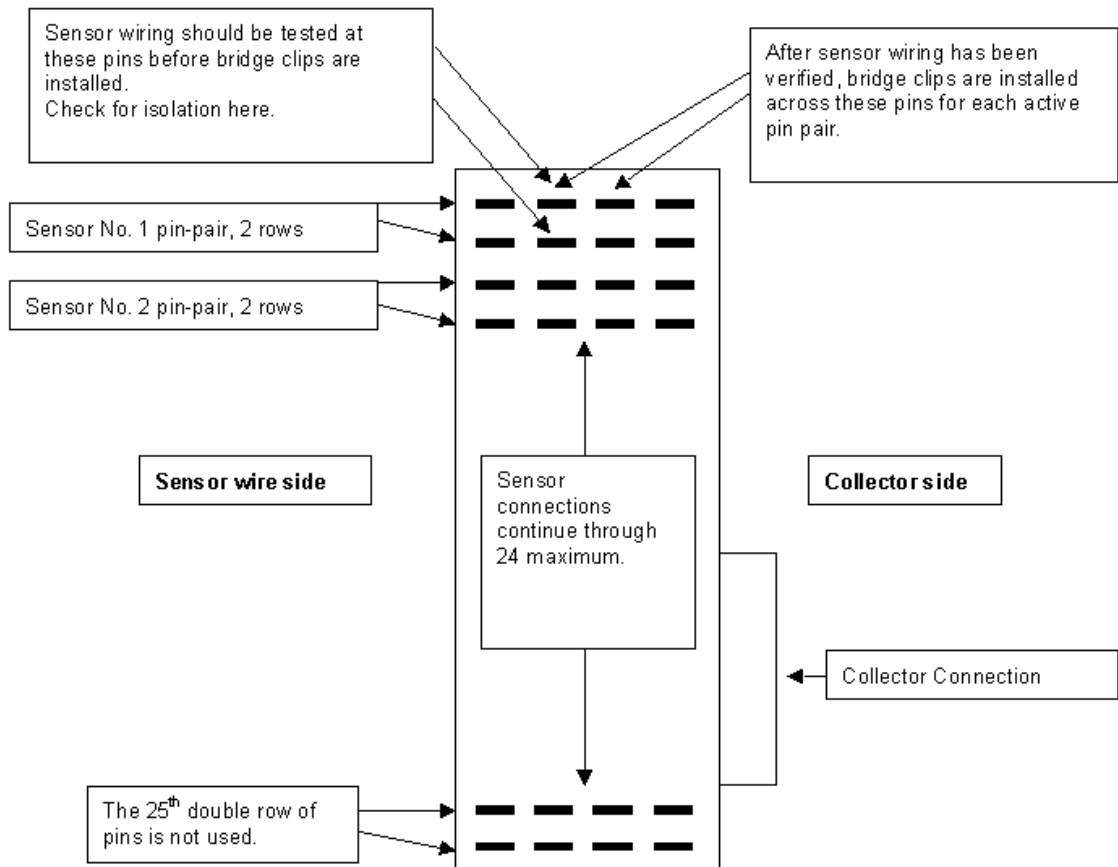 Sensor wiring should be tested at
these pins before bridge clips are
installed.
Check for isolation here.
After sensor wiring has been
verified, bridge clips are installed
across these pins for each active
pin pair.
Sensor No. 1 pin-pair, 2 rows
Sensor No. 2 pin-pair, 2 rows
Sensor wire side
Sensor
connections
continue through
24 maximum.
Collector side
Collector Connection
The 25th double row of
pins is not used.